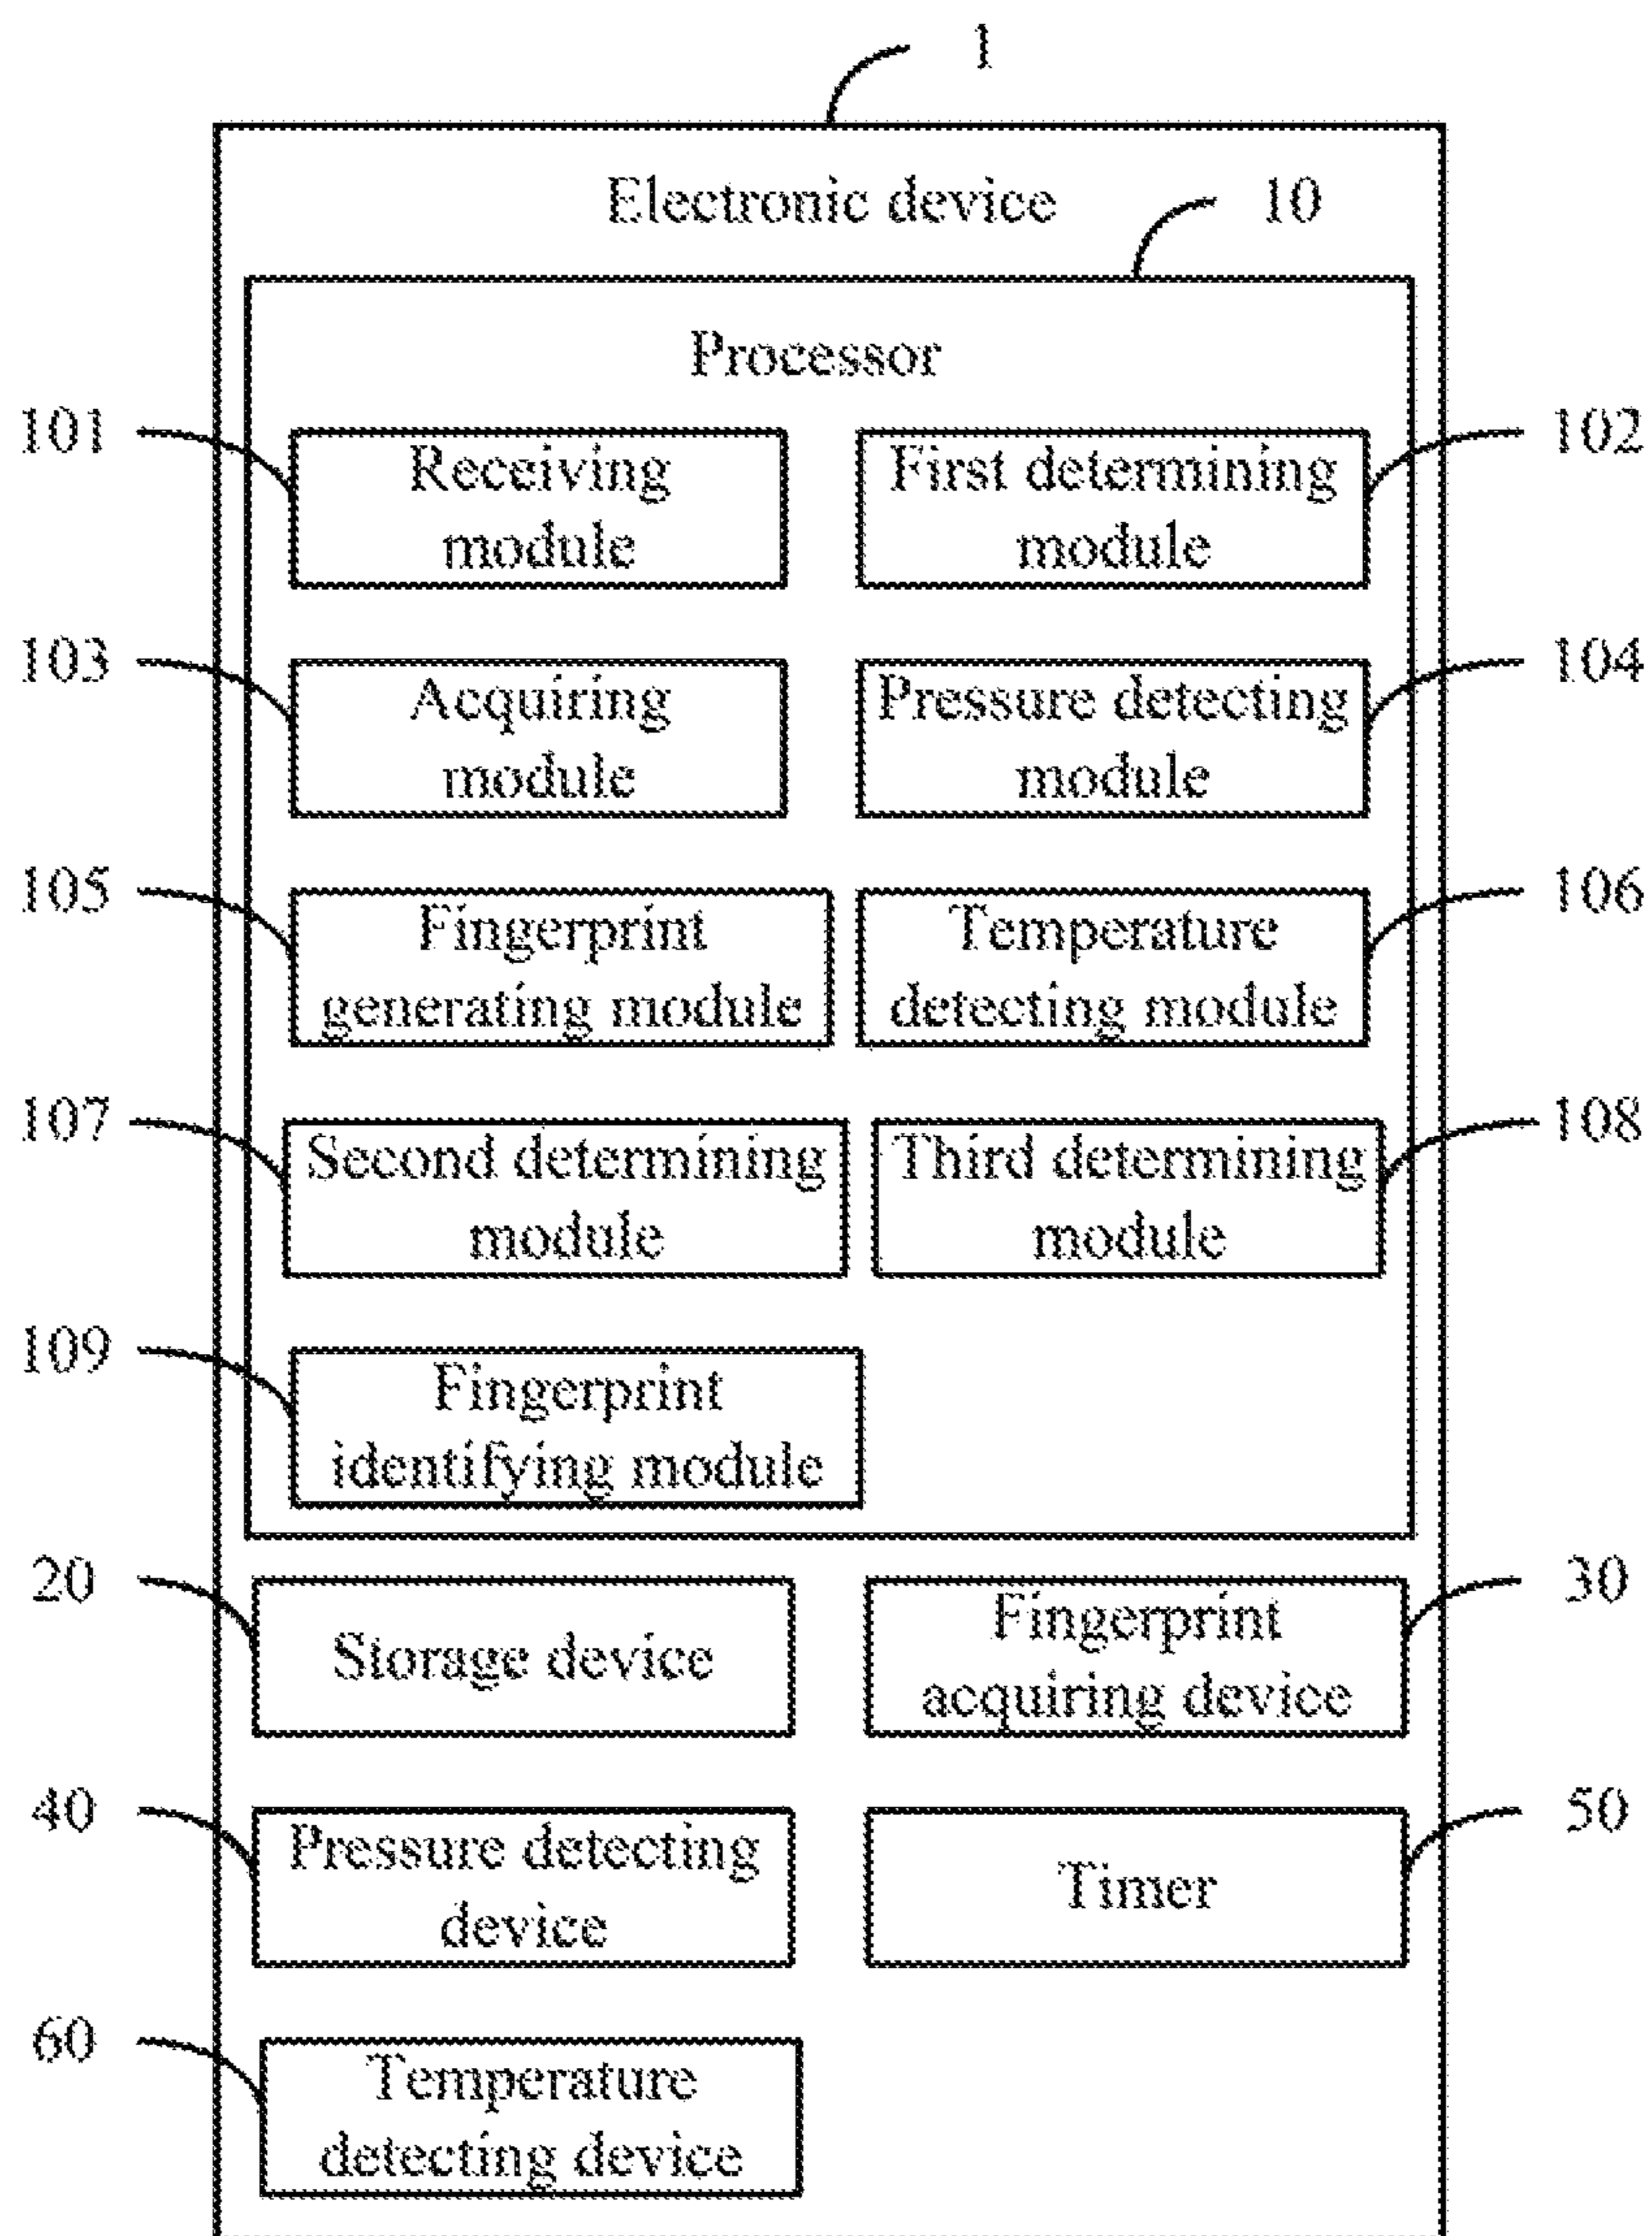 1
Electronic device
10
Processor
101
Receiving
module
First determining
module
102
103
Acquiring
module
Pressure detecting
module
104
105
Fingerprint
generating module
Temperature
detecting module
106
107
Second determining
module
Third determining
module
108
109
Fingerprint
identifying module
20
Storage device
Fingerprint
acquiring device
30
40
Pressure detecting
device
Timer
50
60
Temperature
detecting device